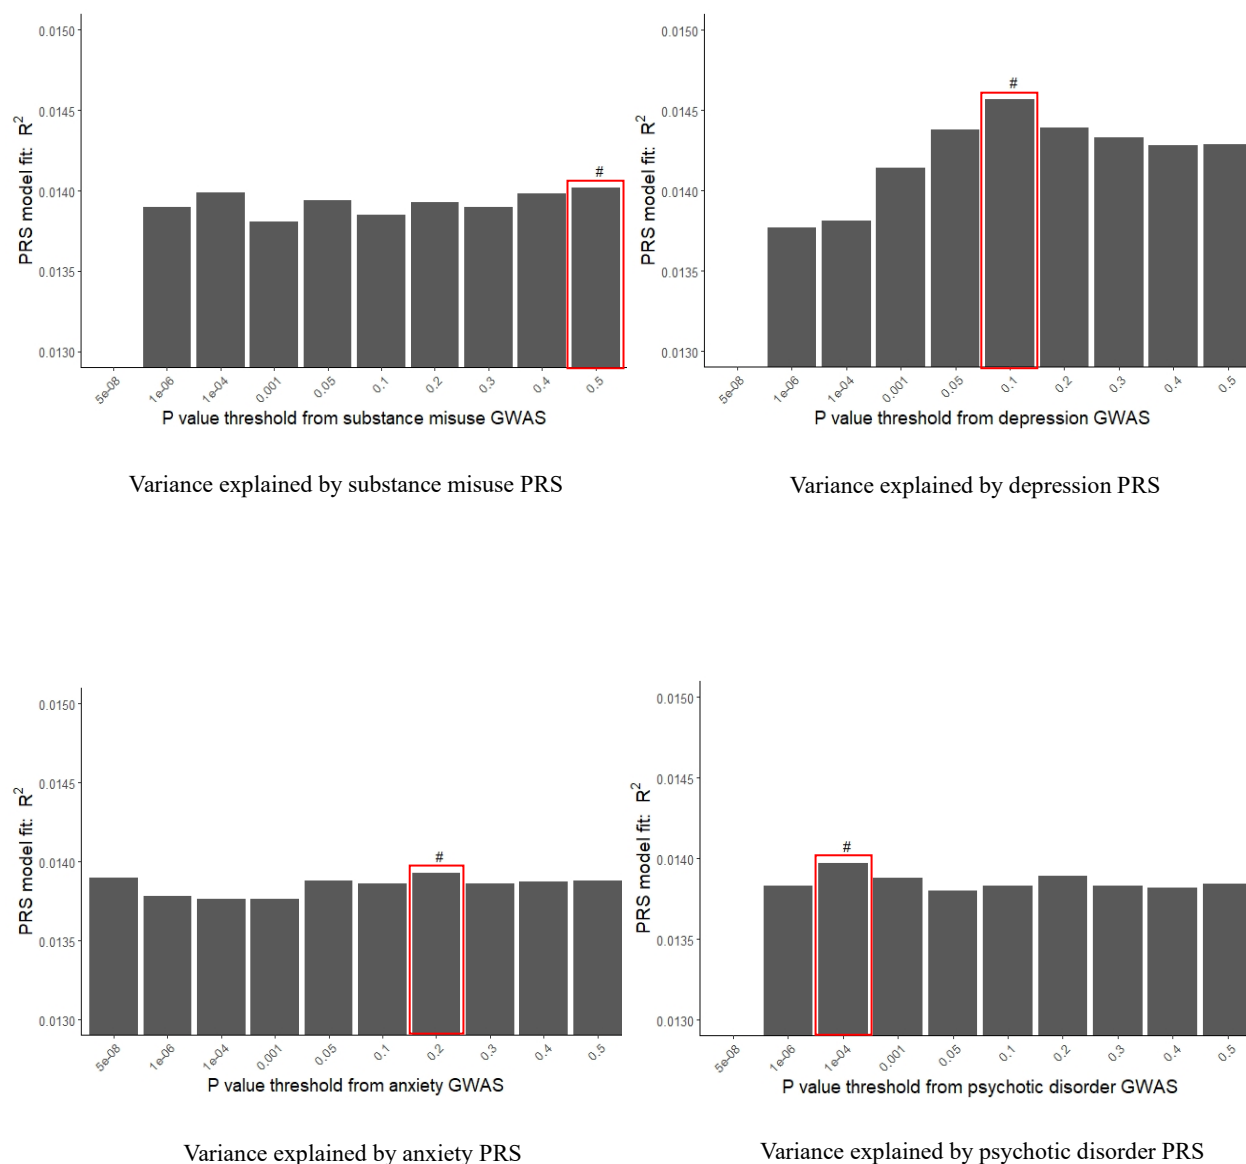 PRS model fit: R²
0.0150
0.0145
0.0140
0.0135
0.0130
#
5e-08 1e-06 1e-04 0.001 0.05 0.1 0.2 0.3 0.4 0.5
P value threshold from substance misuse GWAS
Variance explained by substance misuse PRS
PRS model fit: R²
0.0150
0.0145
0.0140
0.0135
0.0130
#
5e-08 1e-06 1e-04 0.001 0.05 0.1 0.2 0.3 0.4 0.5
P value threshold from depression GWAS
Variance explained by depression PRS
PRS model fit: R²
0.0150
0.0145
0.0140
0.0135
0.0130
#
5e-08 1e-06 1e-04 0.001 0.05 0.1 0.2 0.3 0.4 0.5
P value threshold from anxiety GWAS
Variance explained by anxiety PRS
PRS model fit: R²
0.0150
0.0145
0.0140
0.0135
0.0130
#
5e-08 1e-06 1e-04 0.001 0.05 0.1 0.2 0.3 0.4 0.5
P value threshold from psychotic disorder GWAS
Variance explained by psychotic disorder PRS